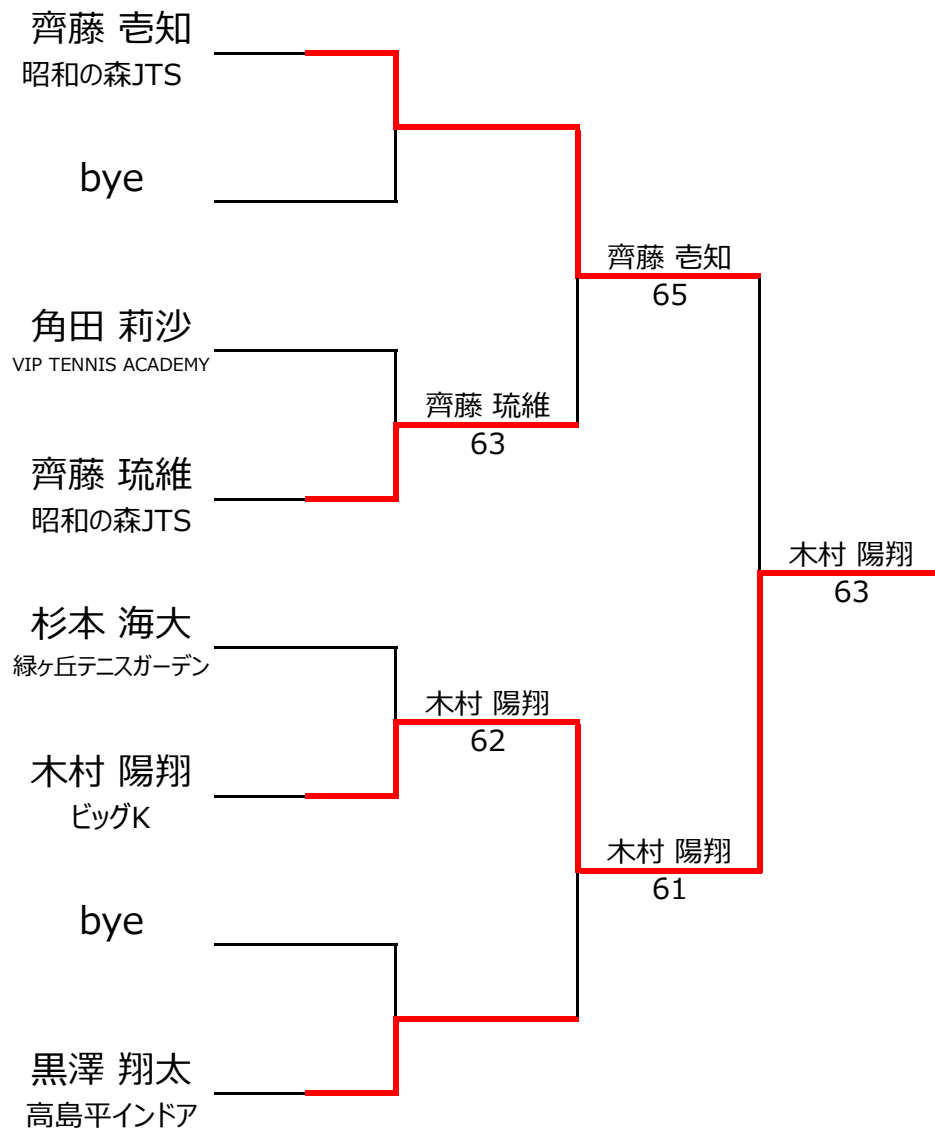 齊藤 壱知
昭和の森JTS
bye
角田 莉沙
VIP TENNIS ACADEMY
齊藤 琉維
昭和の森JTS
杉本 海大
緑ヶ丘テニスガーデン
木村 陽翔
ビッグK
bye
黒澤 翔太
高島平インドア
齊藤 琉維
63
木村 陽翔
62
齊藤 壱知
65
木村 陽翔
61
木村 陽翔
63